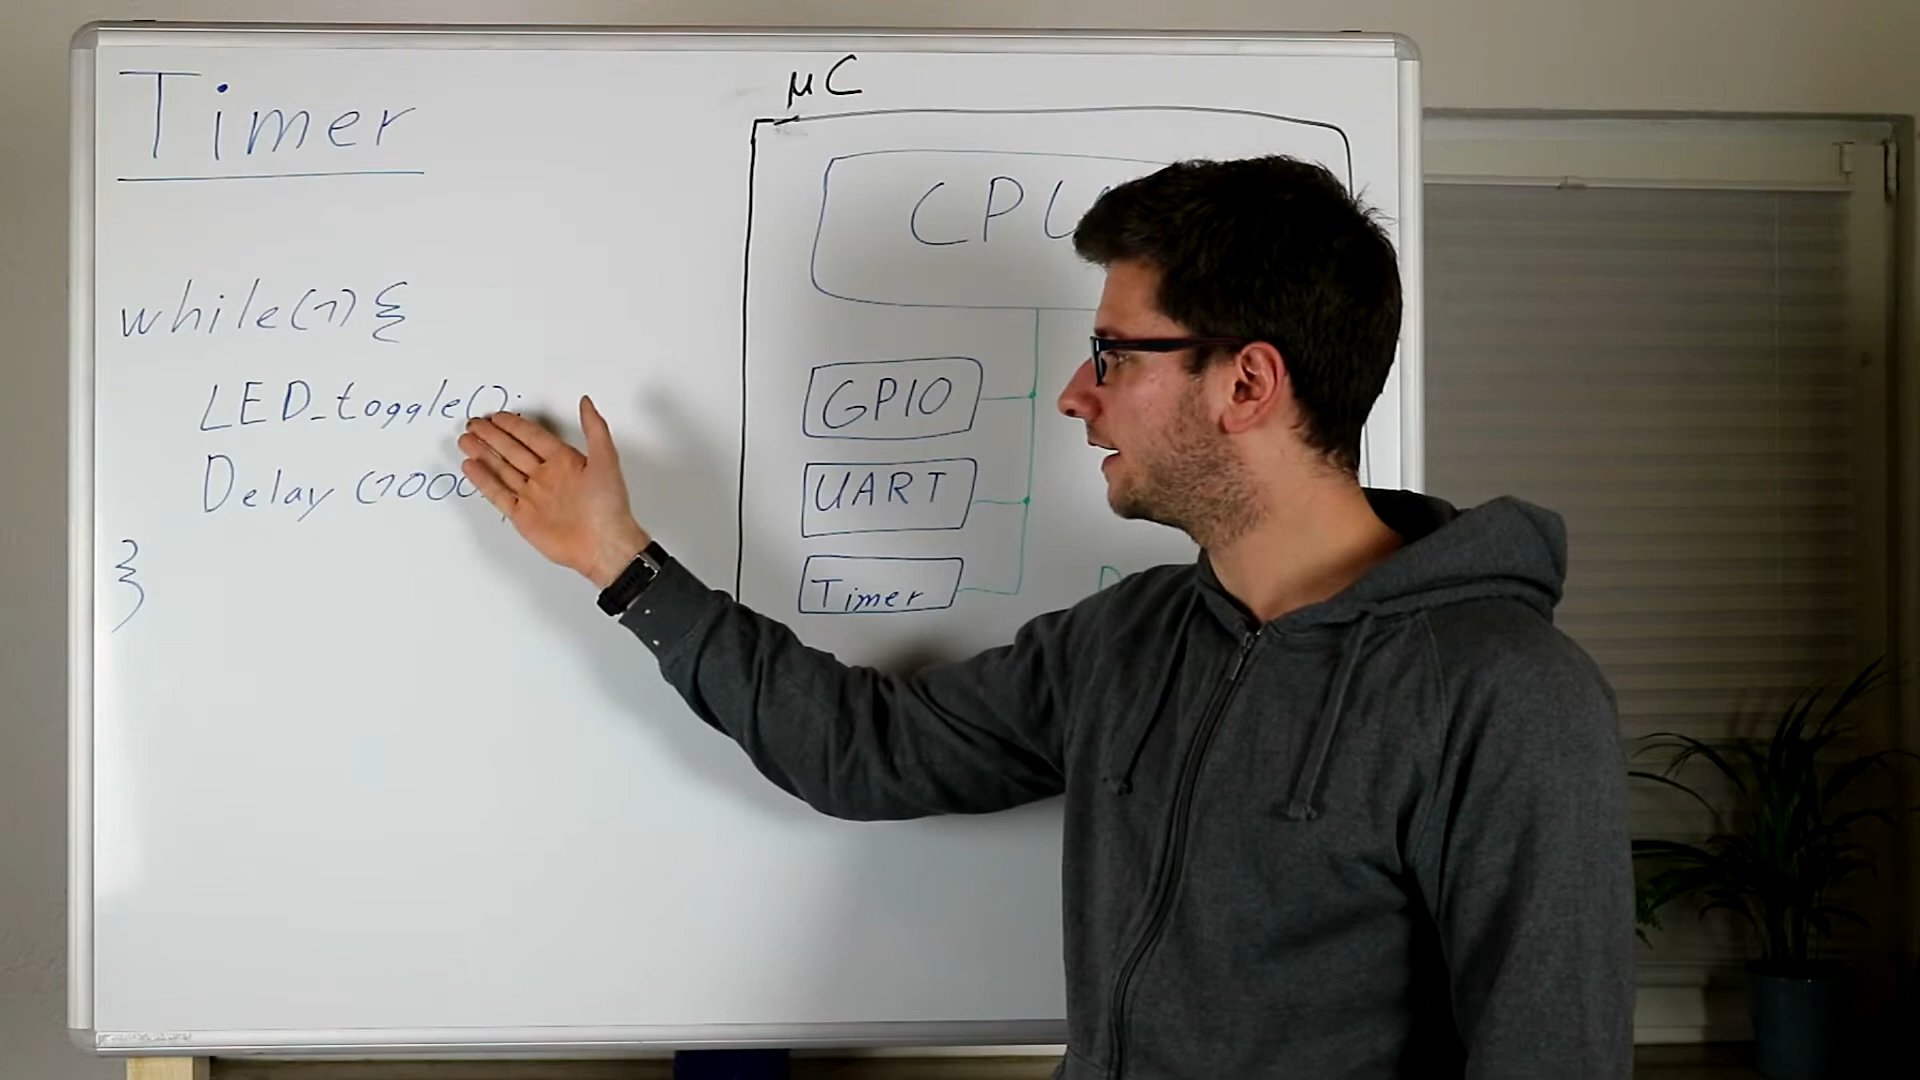 Timer
while(1){
LED_toggle();
Delay (1000
}
µC
CPU
GPIO
UART
Timer